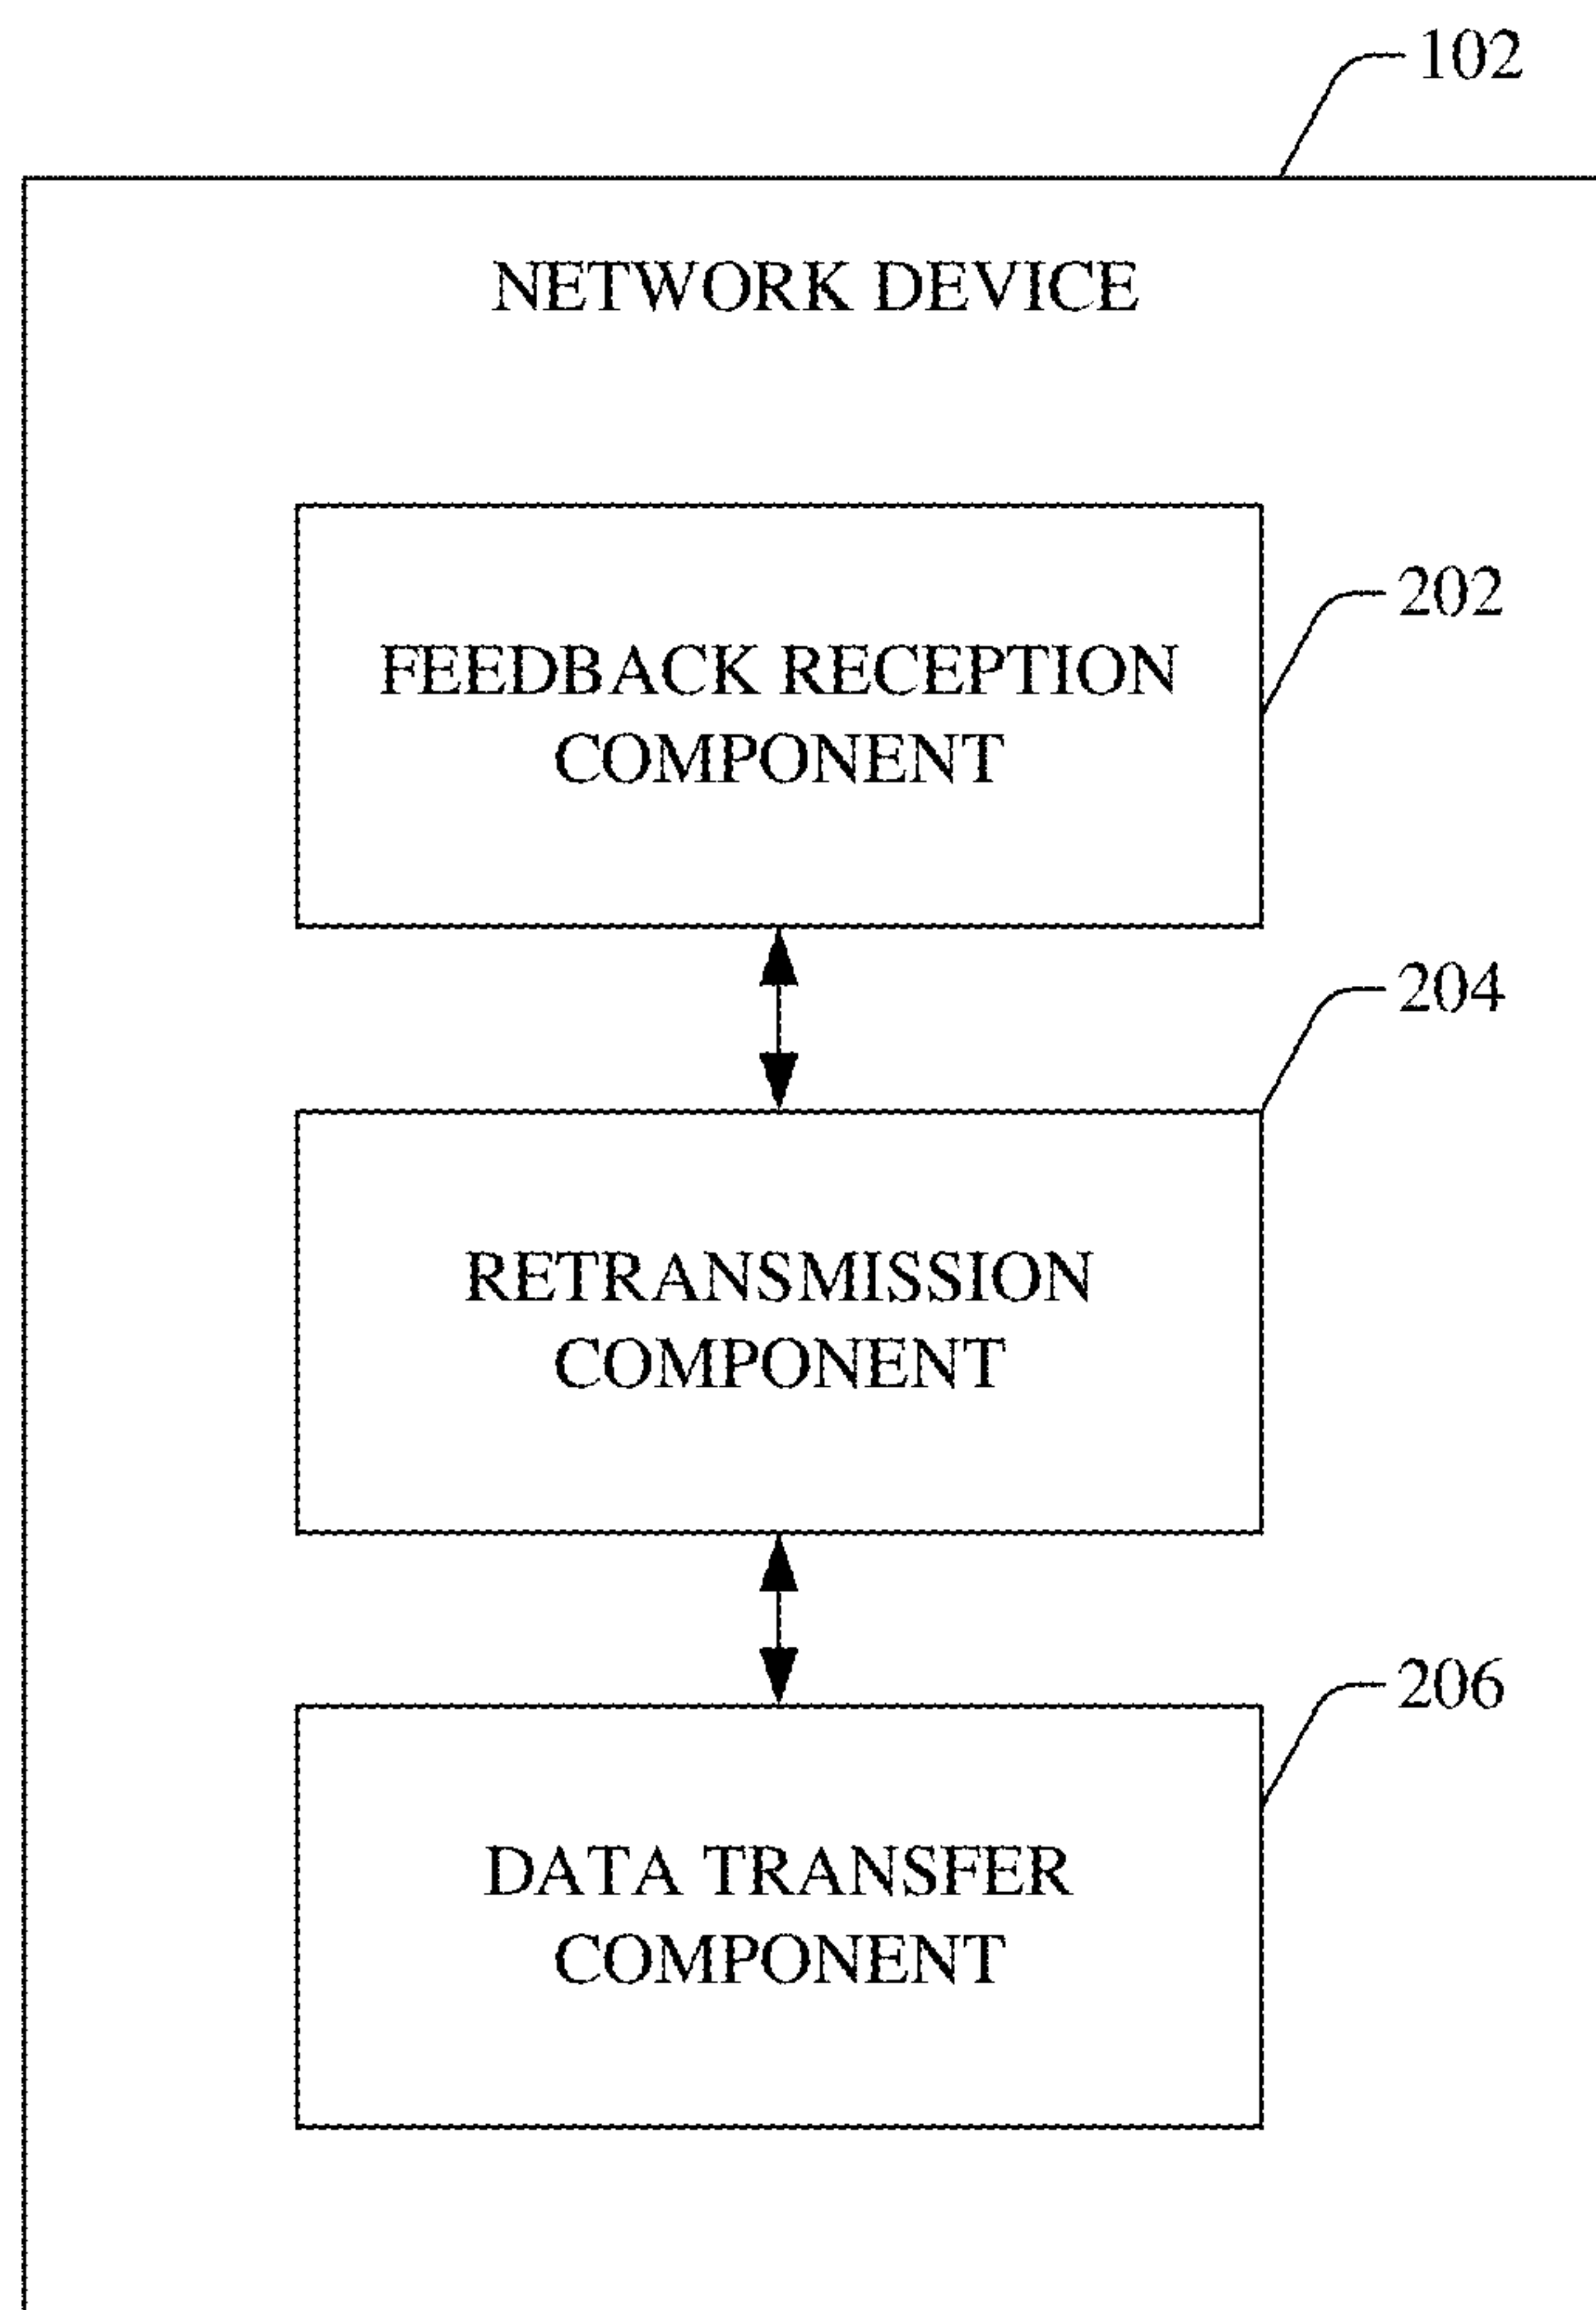 102
NETWORK DEVICE
202
FEEDBACK RECEPTION
COMPONENT
204
RETRANSMISSION
COMPONENT
206
DATA TRANSFER
COMPONENT